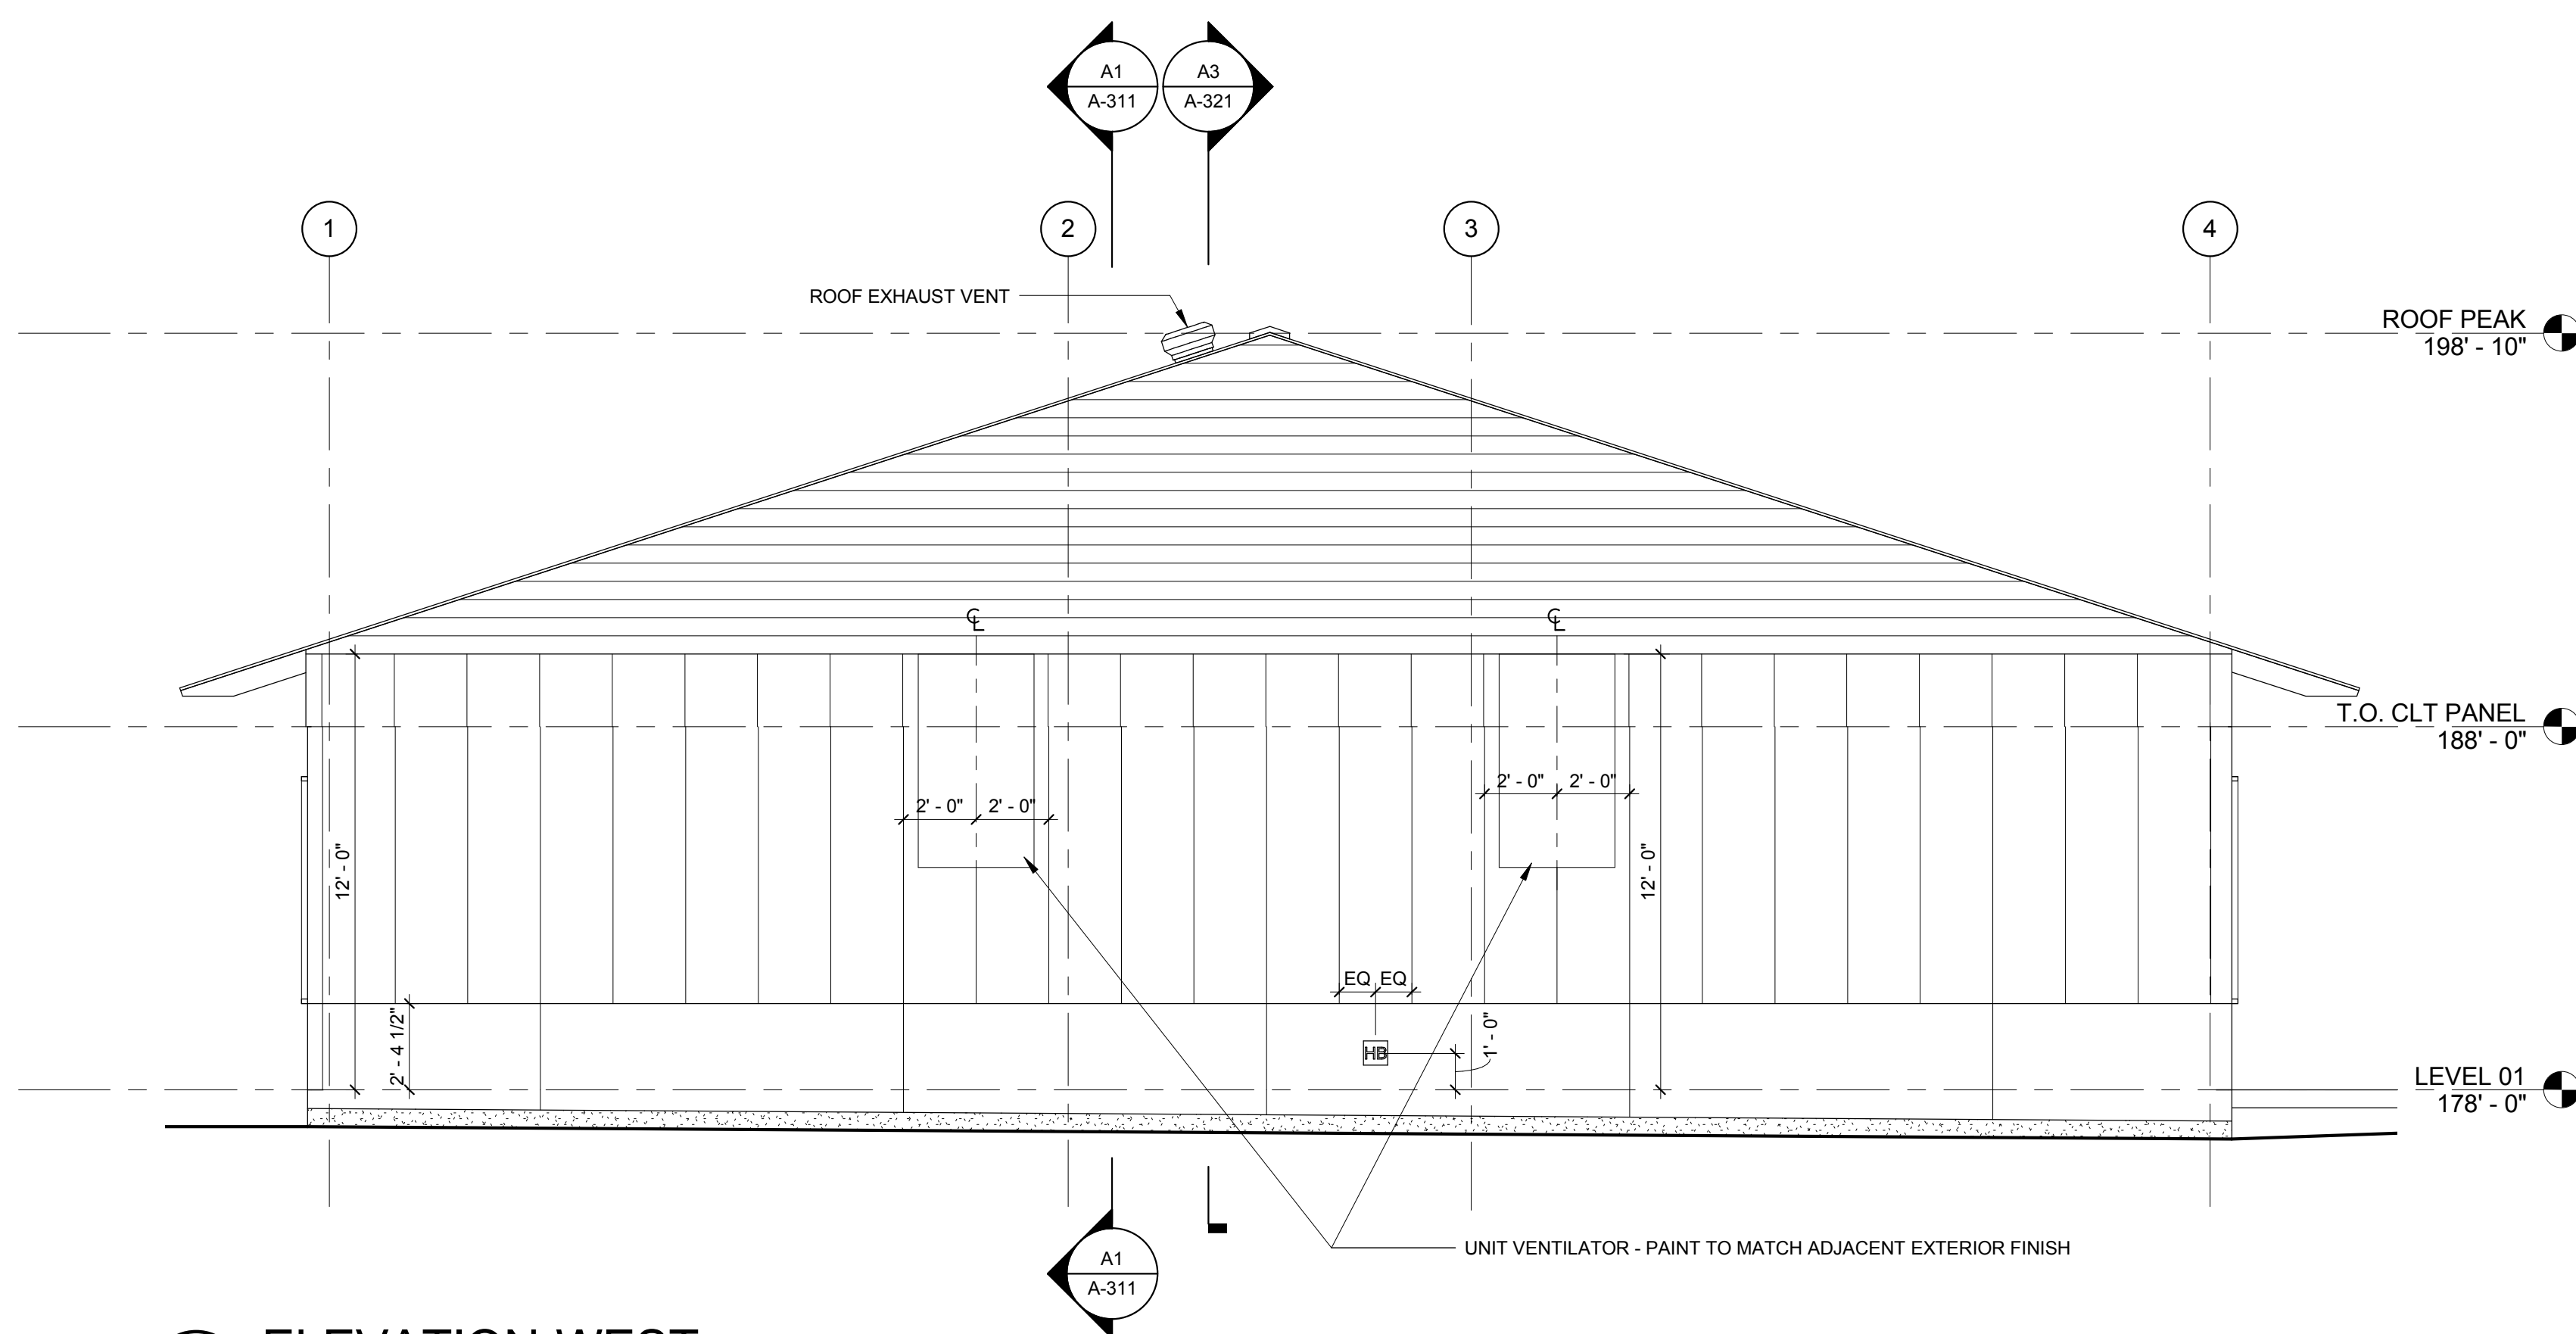 A1
A-311
A3
A-321
1
2
3
4
ROOF EXHAUST VENT
ROOF PEAK
198' - 10"
℄
℄
T.O. CLT PANEL
188' - 0"
2' - 0"
2' - 0"
2' - 0"
2' - 0"
12' - 0"
12' - 0"
EQ
EQ
2' - 4 1/2"
1' - 0"
HB
LEVEL 01
178' - 0"
UNIT VENTILATOR - PAINT TO MATCH ADJACENT EXTERIOR FINISH
A1
A-311
ELEVATION WEST